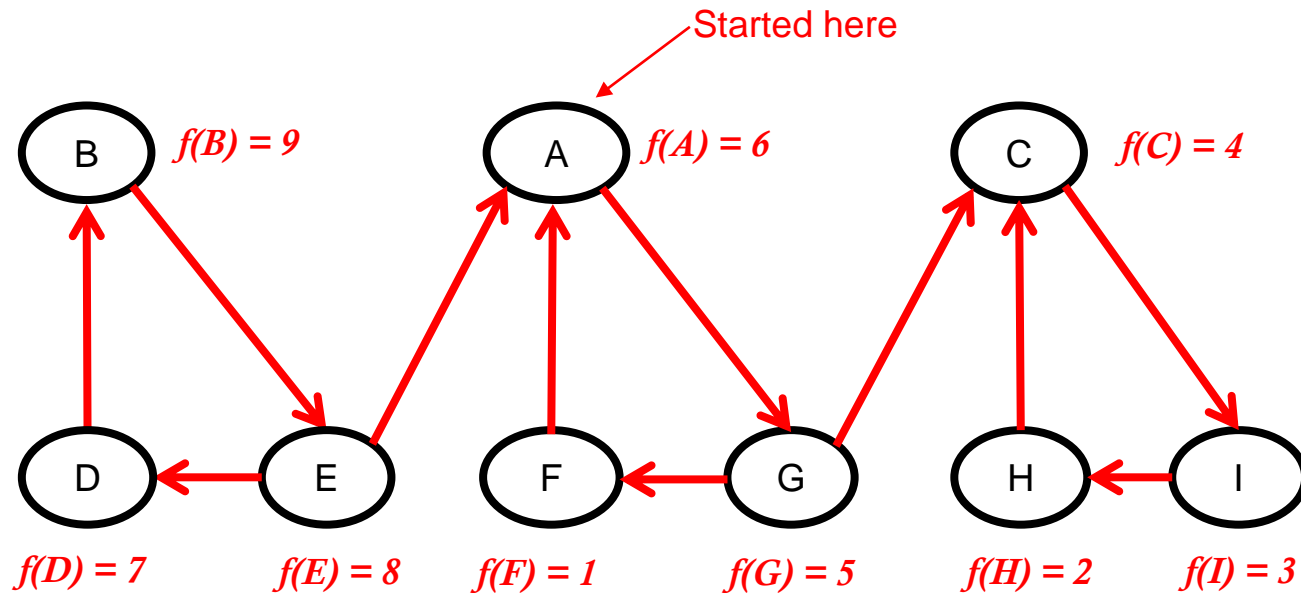 Started here
B
f(B) = 9
A
f(A) = 6
C
f(C) = 4
D
E
F
G
H
I
f(D) = 7
f(E) = 8
f(F) = 1
f(G) = 5
f(H) = 2
f(I) = 3